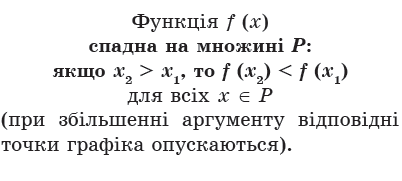 Функція f (x)
спадна на множині P:
якщо x₂ > x₁, то f (x₂) < f (x₁)
для всіх x ∈ P
(при збільшенні аргументу відповідні
точки графіка опускаються).